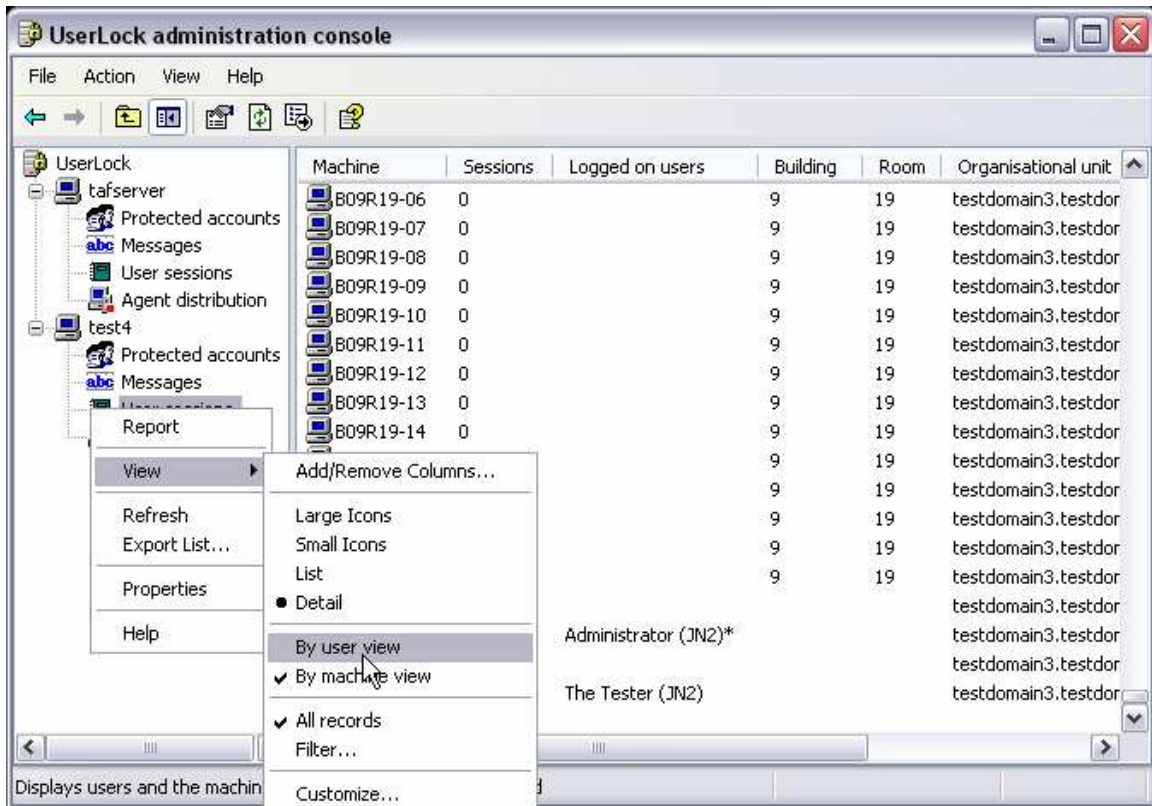 UserLock administration console
File Action View Help
UserLock
tafserver
Protected accounts
abc Messages
User sessions
Agent distribution
test4
Protected accounts
abc Messages
Machine Sessions Logged on users Building Room Organisational unit
B09R19-06 0 9 19 testdomain3.testdor
B09R19-07 0 9 19 testdomain3.testdor
B09R19-08 0 9 19 testdomain3.testdor
B09R19-09 0 9 19 testdomain3.testdor
B09R19-10 0 9 19 testdomain3.testdor
B09R19-11 0 9 19 testdomain3.testdor
B09R19-12 0 9 19 testdomain3.testdor
B09R19-13 0 9 19 testdomain3.testdor
B09R19-14 0 9 19 testdomain3.testdor
9 19 testdomain3.testdor
9 19 testdomain3.testdor
9 19 testdomain3.testdor
9 19 testdomain3.testdor
9 19 testdomain3.testdor
testdomain3.testdor
Administrator (JN2)* testdomain3.testdor
testdomain3.testdor
The Tester (JN2) testdomain3.testdor
Report
View
Refresh
Export List...
Properties
Help
Add/Remove Columns...
Large Icons
Small Icons
List
Detail
By user view
By machine view
All records
Filter...
Customize...
Displays users and the machin